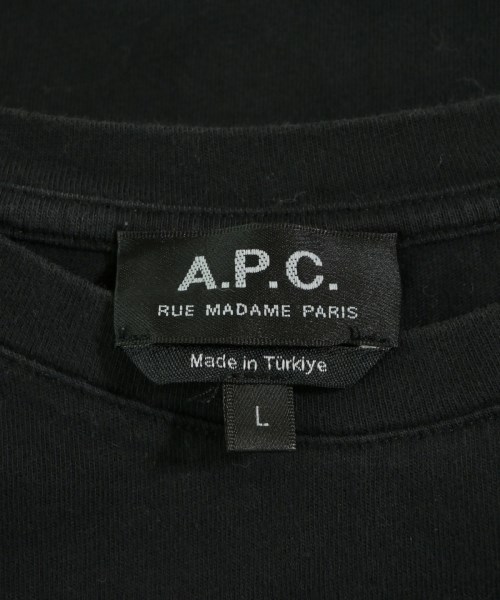 A.P.C.
RUE MADAME PARIS
Made in Türkiye
L